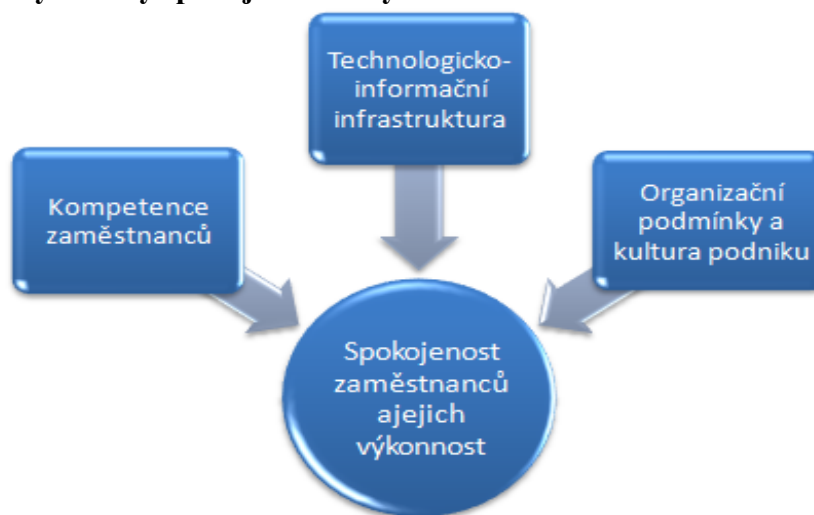 Technologicko-
informační
infrastruktura
Kompetence
zaměstnanců
Organizační
podmínky a
kultura podniku
Spokojenost
zaměstnanců
ajejich
výkonnost